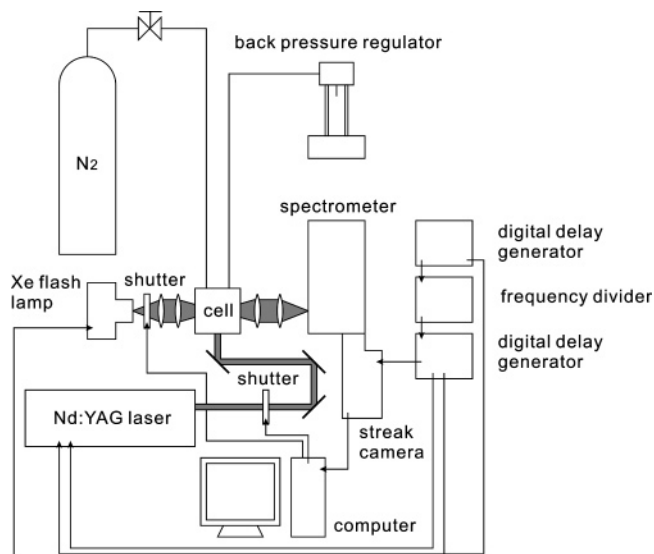 back pressure regulator
N2
spectrometer
digital delay
generator
Xe flash
lamp
shutter
cell
frequency divider
digital delay
generator
shutter
Nd:YAG laser
streak
camera
computer